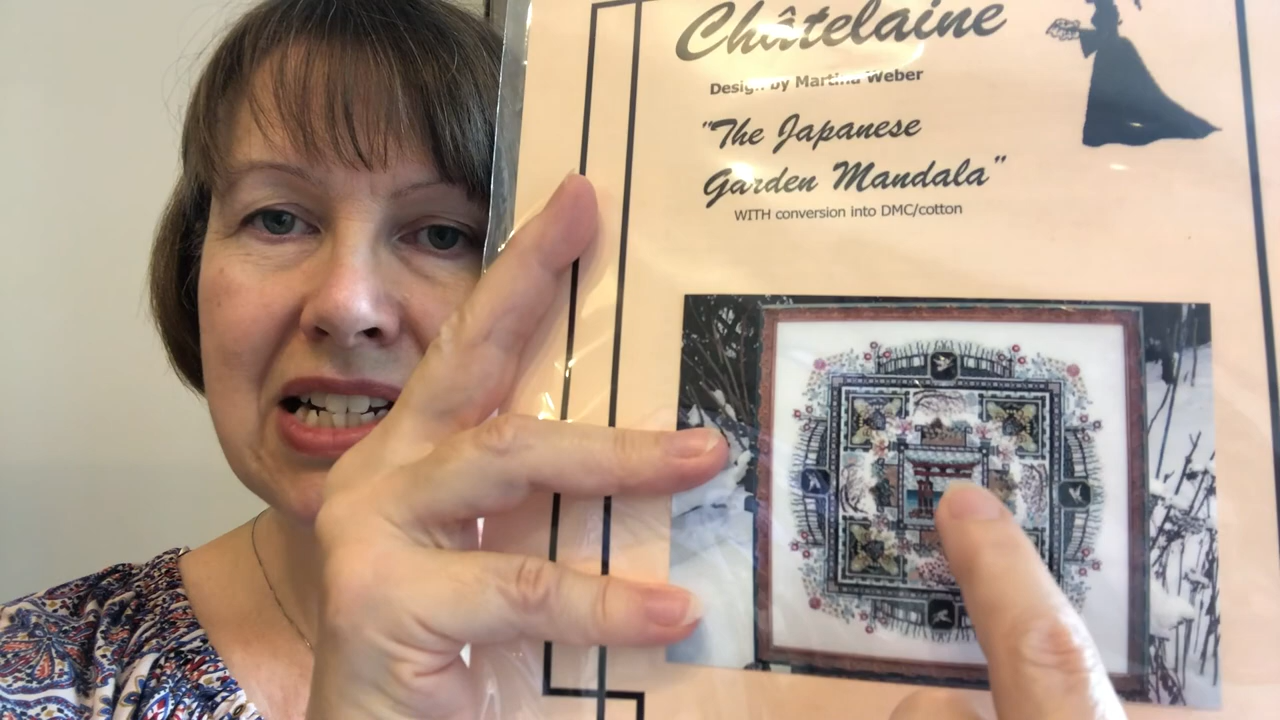 Châtelaine
Design by Martina Weber
"The Japanese
Garden Mandala"
WITH conversion into DMC/cotton